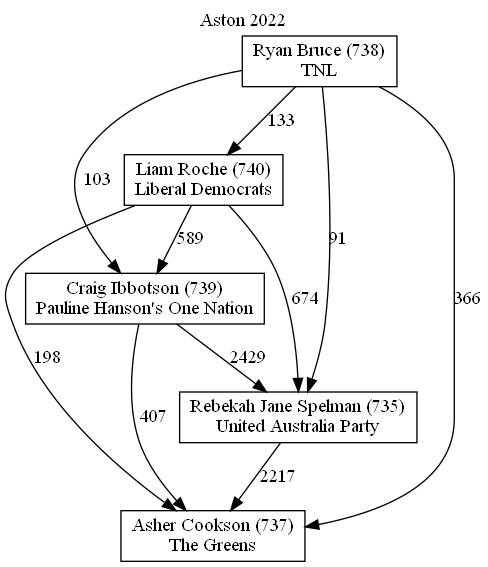 Aston 2022
Ryan Bruce (738)
TNL
133
103
Liam Roche (740)
Liberal Democrats
589
91
674
366
198
Craig Ibbotson (739)
Pauline Hanson's One Nation
2429
407
Rebekah Jane Spelman (735)
United Australia Party
2217
Asher Cookson (737)
The Greens